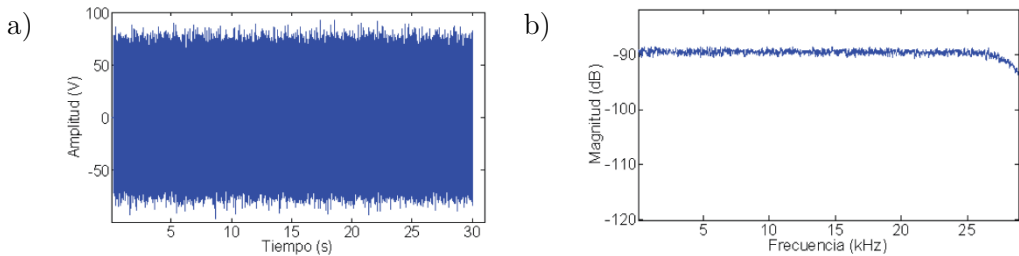 a)
Amplitud (V)
100
50
0
-50
5 10 15 20 25 30
Tiempo (s)
b)
Magnitud (dB)
-90
-100
-110
-120
5 10 15 20 25
Frecuencia (kHz)